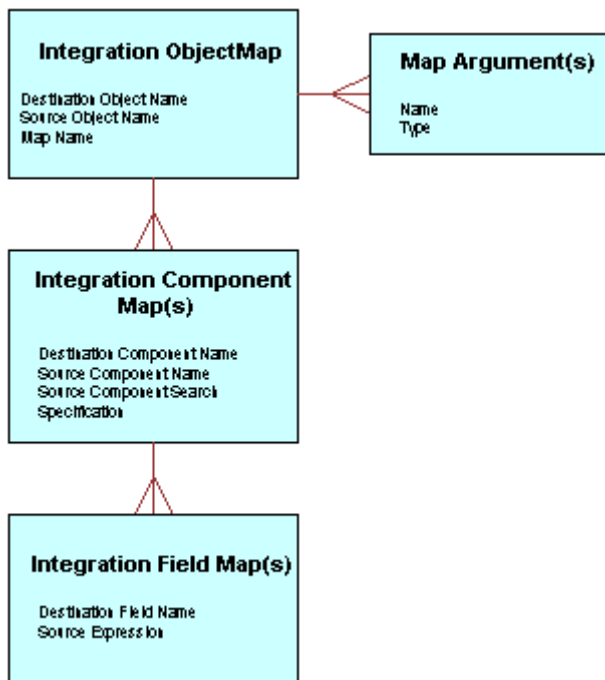 Integration ObjectMap
Destination Object Name
Source Object Name
Map Name
Map Argument(s)
Name
Type
Integration Component
Map(s)
Destination Component Name
Source Component Name
Source Component Search
Specification
Integration Field Map(s)
Destination Field Name
Source Expression